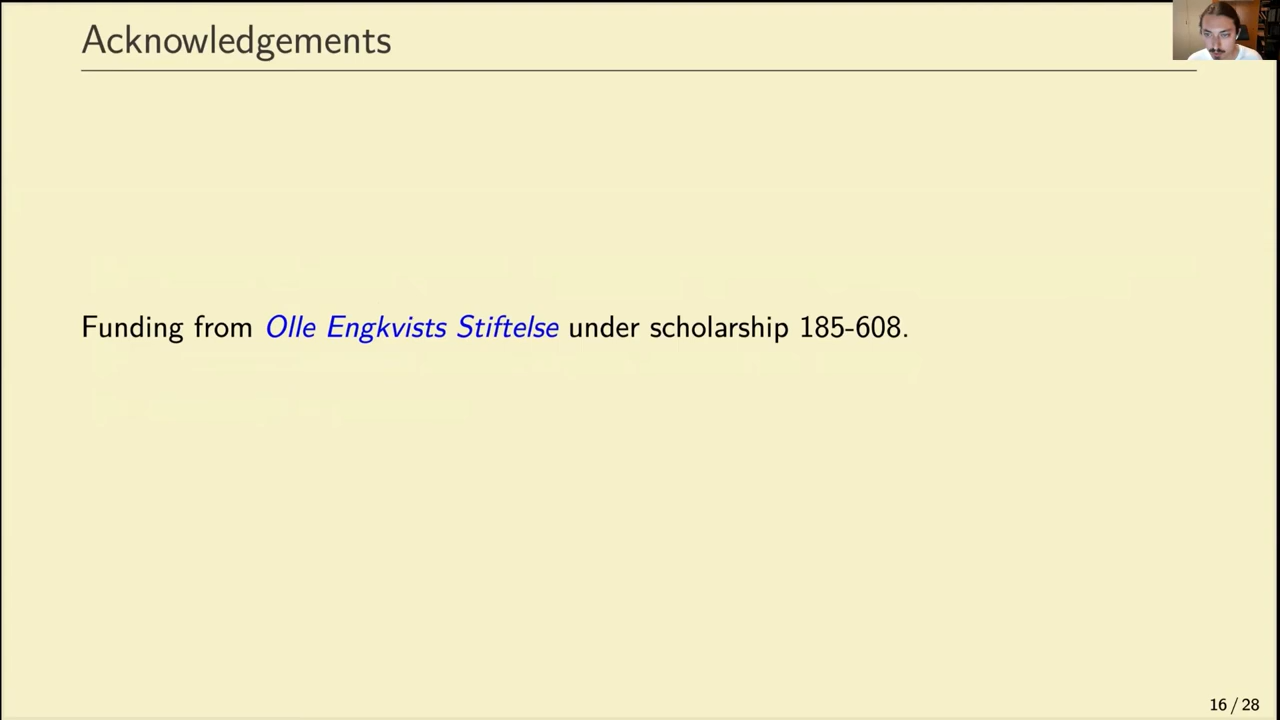 Acknowledgements
Funding from Olle Engkvists Stiftelse under scholarship 185-608.
16 / 28